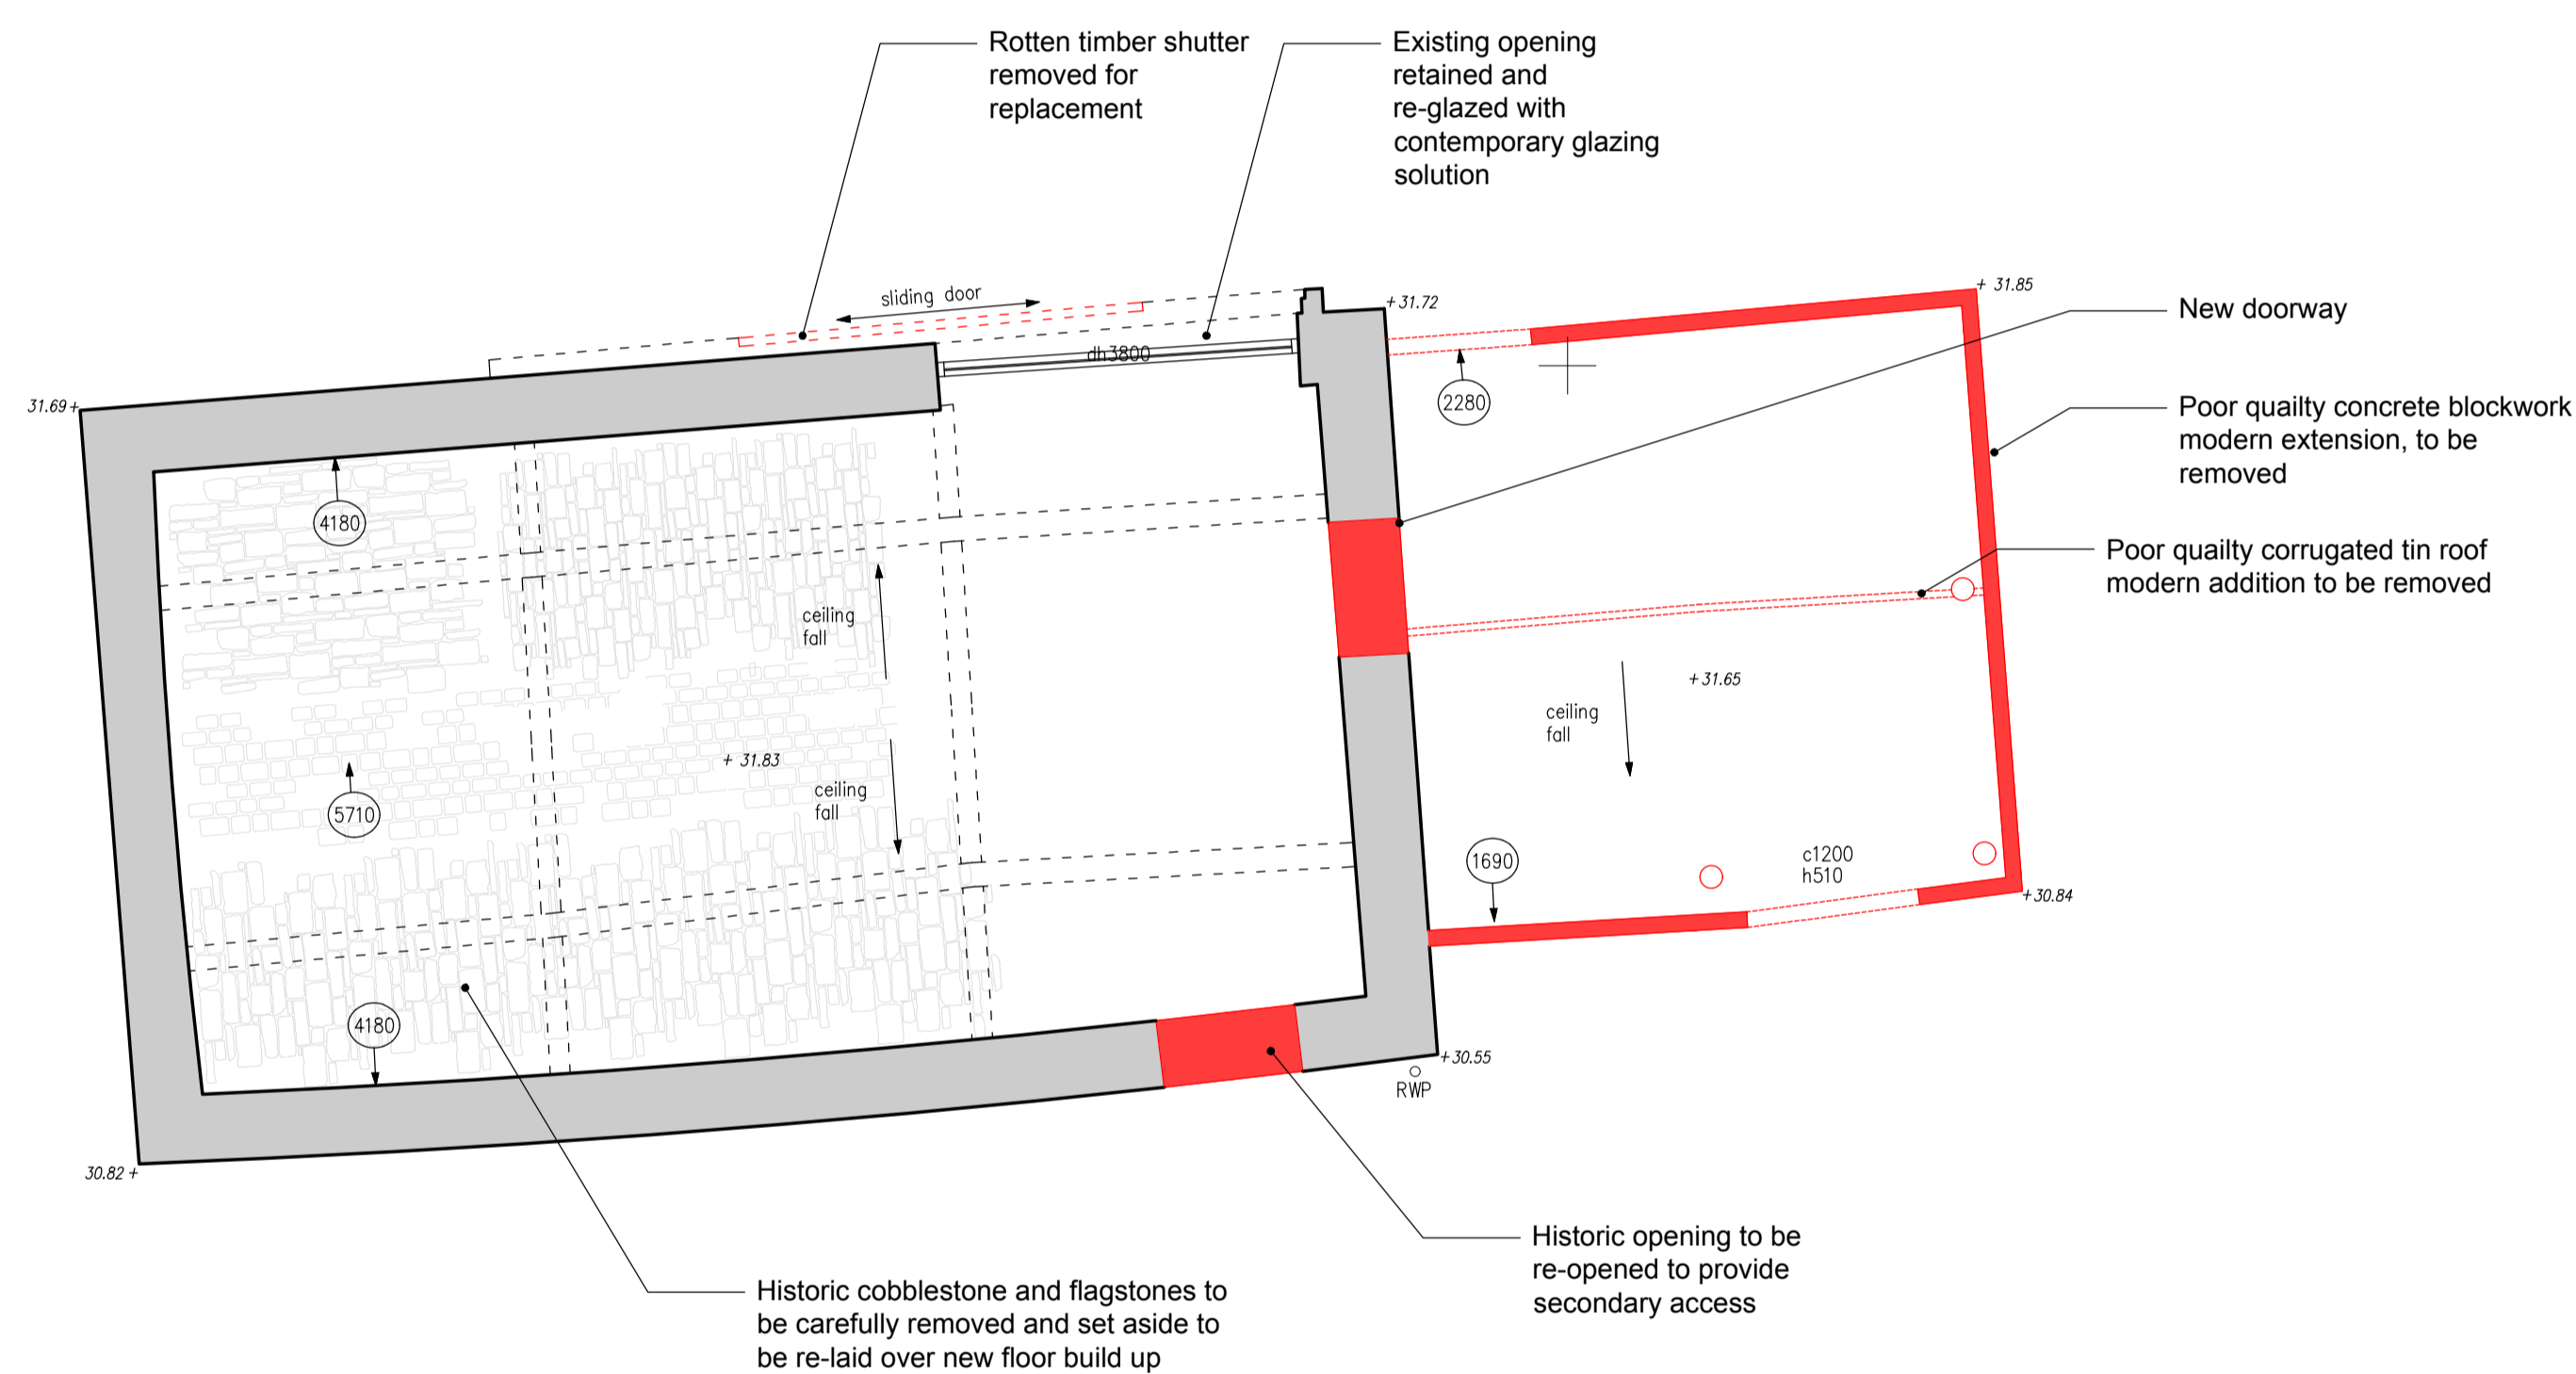 Rotten timber shutter
removed for
replacement
Existing opening
retained and
re-glazed with
contemporary glazing
solution
sliding door
dh3800
+ 31.72
+ 31.85
New doorway
2280
31.69 +
Poor quailty concrete blockwork
modern extension, to be
removed
4180
Poor quailty corrugated tin roof
modern addition to be removed
ceiling
fall
+ 31.65
ceiling
fall
+ 31.83
ceiling
fall
5710
1690
c1200
h510
+30.84
4180
+30.55
RWP
30.82 +
Historic opening to be
re-opened to provide
secondary access
Historic cobblestone and flagstones to
be carefully removed and set aside to
be re-laid over new floor build up